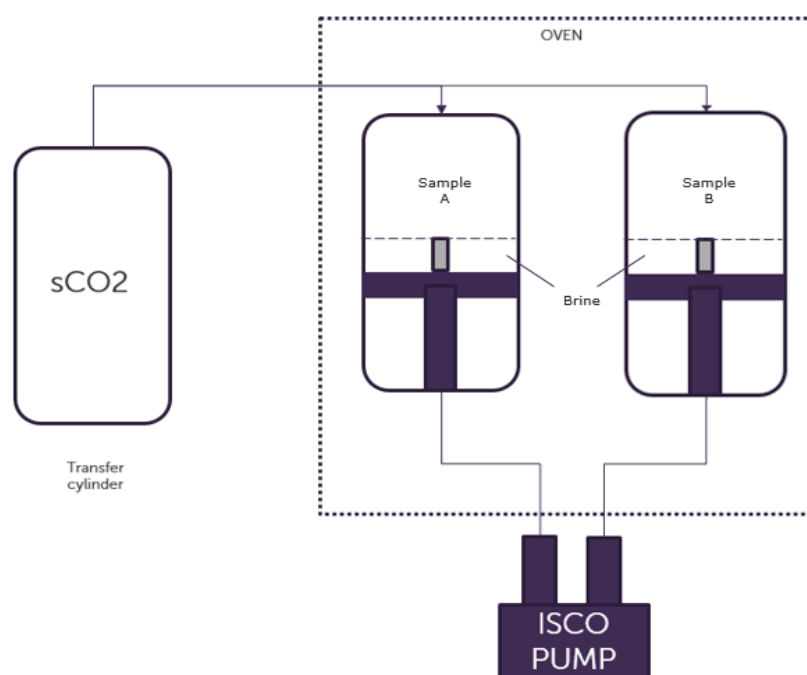 OVEN
Sample
A
Sample
B
sCO2
Brine
Transfer
cylinder
ISCO
PUMP